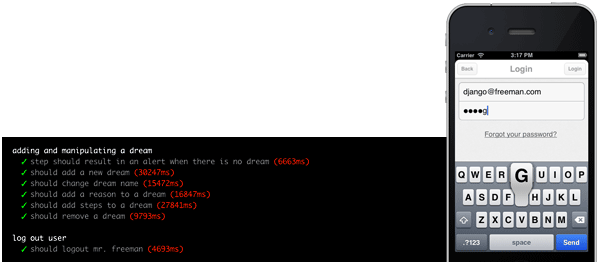 adding and manipulating a dream
✓ step should result in an alert when there is no dream (6663ms)
✓ should add a new dream (30247ms)
✓ should change dream name (15472ms)
✓ should add a reason to a dream (16847ms)
✓ should add steps to a dream (27841ms)
✓ should remove a dream (9793ms)
log out user
✓ should logout mr. freeman (4693ms)
Carrier 3:17 PM
Back Login Login
django@freeman.com
●●●●g
Forgot your password?
Q W E R G U I O P
A S D F H J K L
Z X C V B N M
.?123 space Send